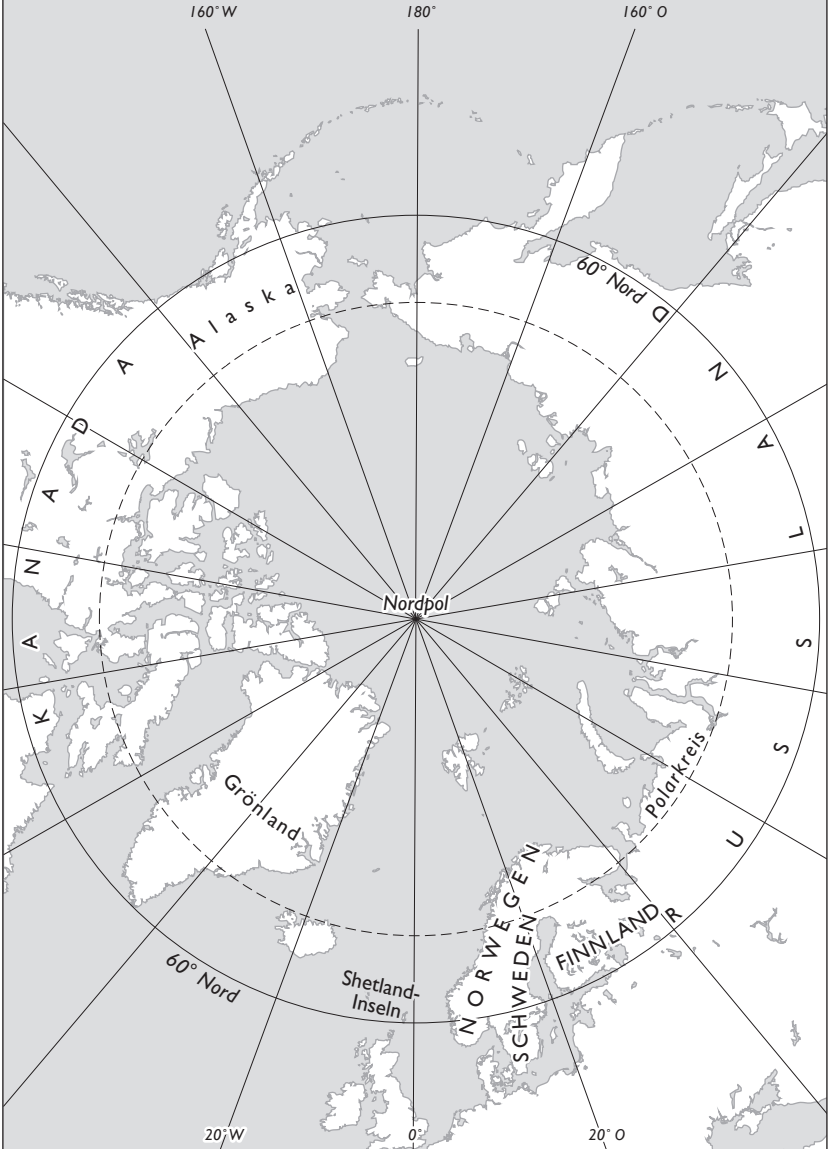 160° W
180°
160° O
60° Nord
Alaska
KANADA
RUSSLAND
Nordpol
Polarkreis
Grönland
NORWEGEN
SCHWEDEN
FINNLAND
60° Nord
Shetland-
Inseln
20° W
0°
20° O